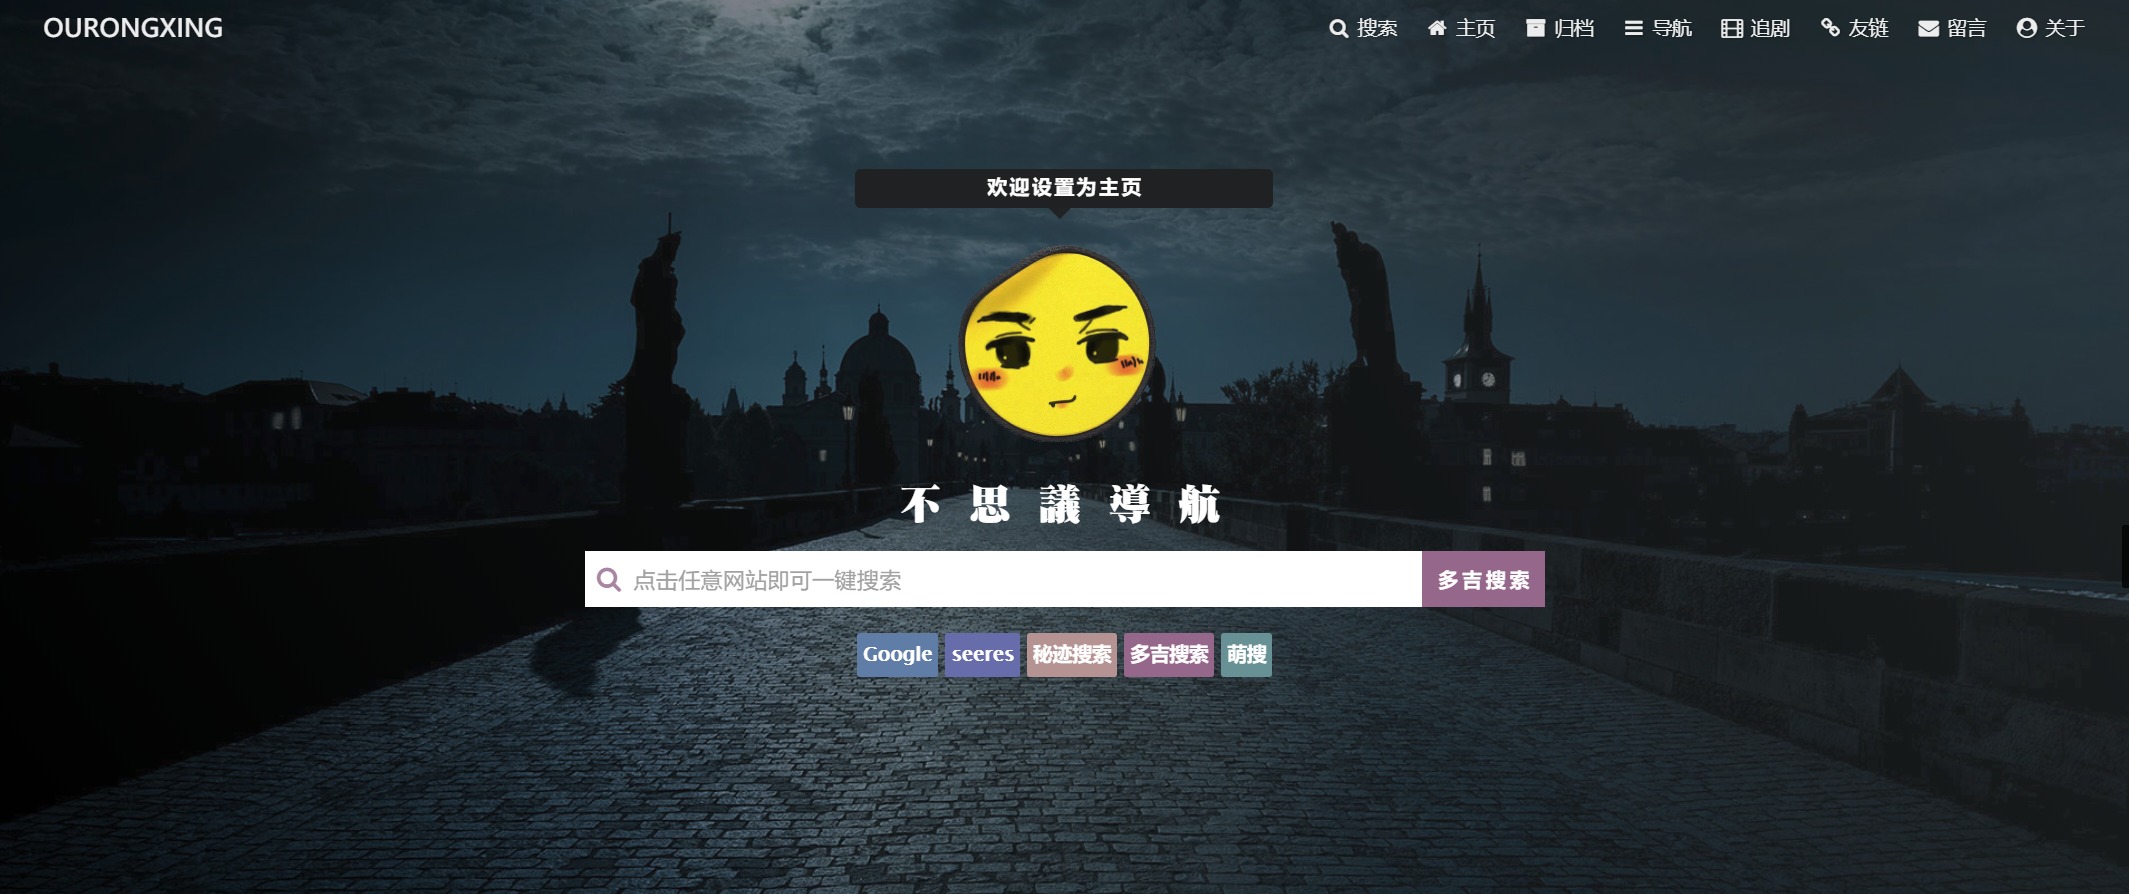 OURONGXING
搜索 主页 归档 导航 追剧 友链 留言 关于
欢迎设置为主页
不思議導航
点击任意网站即可一键搜索 多吉搜索
Google seeres 秘迹搜索 多吉搜索 萌搜